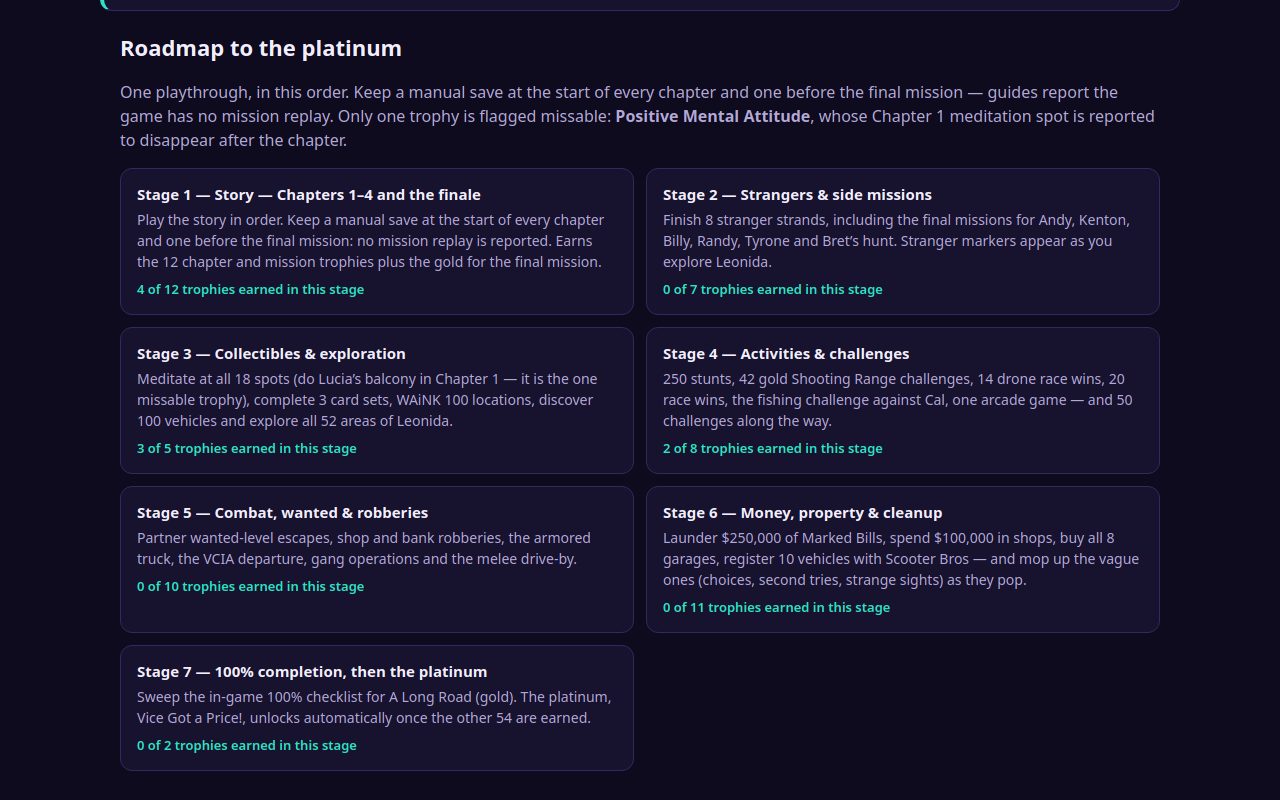 Roadmap to the platinum
One playthrough, in this order. Keep a manual save at the start of every chapter and one before the final mission — guides report the
game has no mission replay. Only one trophy is flagged missable: Positive Mental Attitude, whose Chapter 1 meditation spot is reported
to disappear after the chapter.
Stage 1 — Story — Chapters 1–4 and the finale
Play the story in order. Keep a manual save at the start of every chapter
and one before the final mission: no mission replay is reported. Earns
the 12 chapter and mission trophies plus the gold for the final mission.
4 of 12 trophies earned in this stage
Stage 2 — Strangers & side missions
Finish 8 stranger strands, including the final missions for Andy, Kenton,
Billy, Randy, Tyrone and Bret’s hunt. Stranger markers appear as you
explore Leonida.
0 of 7 trophies earned in this stage
Stage 3 — Collectibles & exploration
Meditate at all 18 spots (do Lucia’s balcony in Chapter 1 — it is the one
missable trophy), complete 3 card sets, WAiNK 100 locations, discover
100 vehicles and explore all 52 areas of Leonida.
3 of 5 trophies earned in this stage
Stage 4 — Activities & challenges
250 stunts, 42 gold Shooting Range challenges, 14 drone race wins, 20
race wins, the fishing challenge against Cal, one arcade game — and 50
challenges along the way.
2 of 8 trophies earned in this stage
Stage 5 — Combat, wanted & robberies
Partner wanted-level escapes, shop and bank robberies, the armored
truck, the VCIA departure, gang operations and the melee drive-by.
0 of 10 trophies earned in this stage
Stage 6 — Money, property & cleanup
Launder $250,000 of Marked Bills, spend $100,000 in shops, buy all 8
garages, register 10 vehicles with Scooter Bros — and mop up the vague
ones (choices, second tries, strange sights) as they pop.
0 of 11 trophies earned in this stage
Stage 7 — 100% completion, then the platinum
Sweep the in-game 100% checklist for A Long Road (gold). The platinum,
Vice Got a Price!, unlocks automatically once the other 54 are earned.
0 of 2 trophies earned in this stage